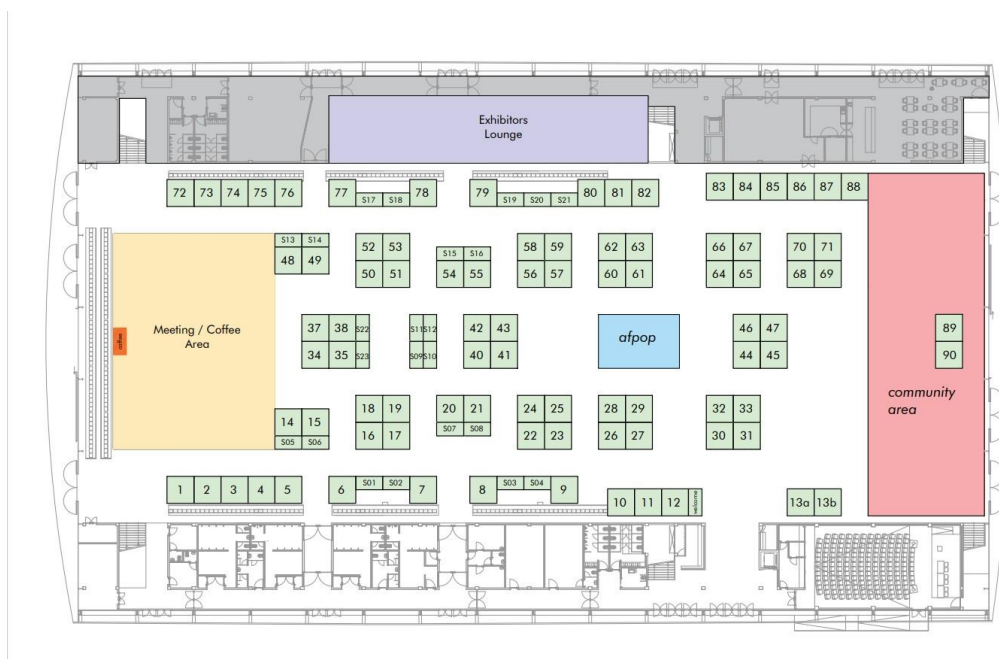 Exhibitors
Lounge
72 73 74 75 76 77 S17 S18 78 79 S19 S20 S21 80 81 82 83 84 85 86 87 88
S13 S14
48 49
52 53
50 51
S15 S16
54 55
58 59
56 57
62 63
60 61
66 67
64 65
70 71
68 69
Meeting / Coffee
Area
coffee
37 38 S22
34 35 S23
S11 S12
S09 S10
42 43
40 41
afpop
46 47
44 45
89
90
community
area
14 15
S05 S06
18 19
16 17
20 21
S07 S08
24 25
22 23
28 29
26 27
32 33
30 31
1 2 3 4 5 6 S01 S02 7 8 S03 S04 9 10 11 12 welcome 13a 13b